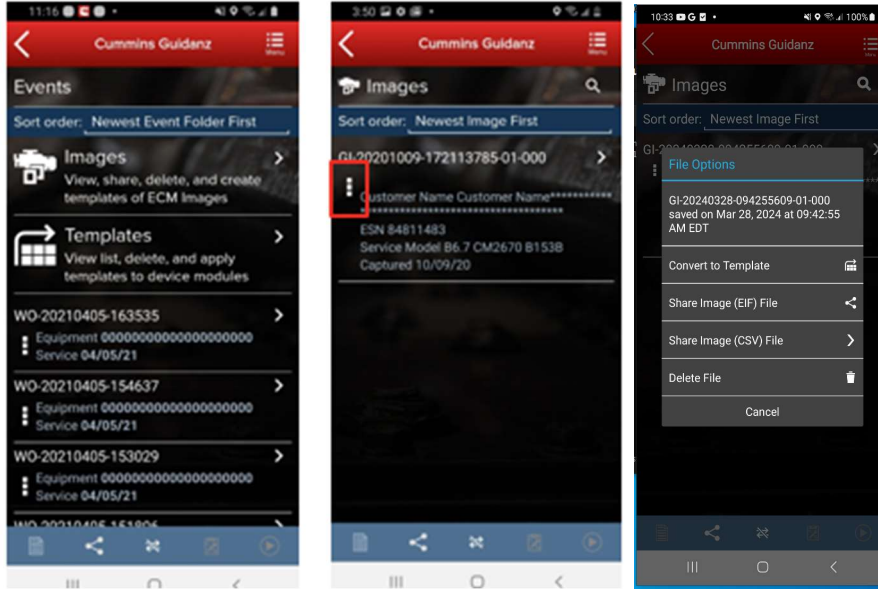 11:16
Cummins Guidanz
Menu
Events
Sort order: Newest Event Folder First
Images
View, share, delete, and create
templates of ECM Images
Templates
View list, delete, and apply
templates to device modules
WO-20210405-163535
Equipment 00000000000000000000
Service 04/05/21
WO-20210405-154637
Equipment 00000000000000000000
Service 04/05/21
WO-20210405-153029
Equipment 00000000000000000000
Service 04/05/21
3:50
Cummins Guidanz
Menu
Images
Sort order: Newest Image First
GI-20201009-172113785-01-000
Customer Name Customer Name***********
************************************
ESN 84811483
Service Model B6.7 CM2670 B153B
Captured 10/09/20
10:33
100%
Cummins Guidanz
Menu
Images
Sort order: Newest Image First
File Options
GI-20240328-094255609-01-000
saved on Mar 28, 2024 at 09:42:55
AM EDT
Convert to Template
Share Image (EIF) File
Share Image (CSV) File
Delete File
Cancel